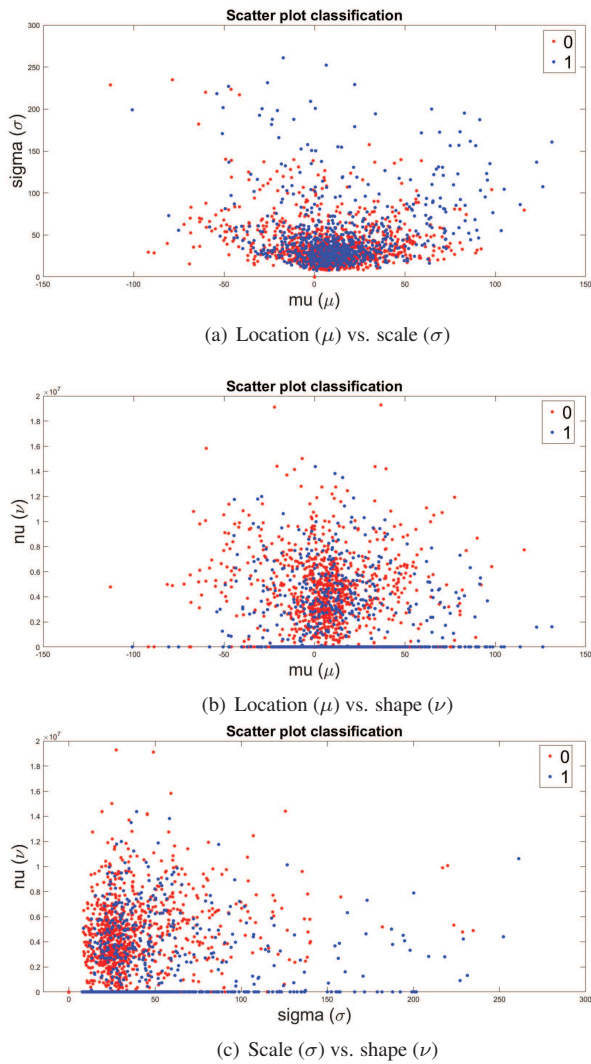 Scatter plot classification
300
250
200
150
100
50
0
sigma (σ)
0
1
-150 -100 -50 0 50 100 150
mu (μ)
(a) Location (μ) vs. scale (σ)
Scatter plot classification
×10⁷
2
1.8
1.6
1.4
1.2
1
0.8
0.6
0.4
0.2
0
nu (ν)
0
1
-150 -100 -50 0 50 100 150
mu (μ)
(b) Location (μ) vs. shape (ν)
Scatter plot classification
×10⁷
2
1.8
1.6
1.4
1.2
1
0.8
0.6
0.4
0.2
0
nu (ν)
0
1
-50 0 50 100 150 200 250 300
sigma (σ)
(c) Scale (σ) vs. shape (ν)